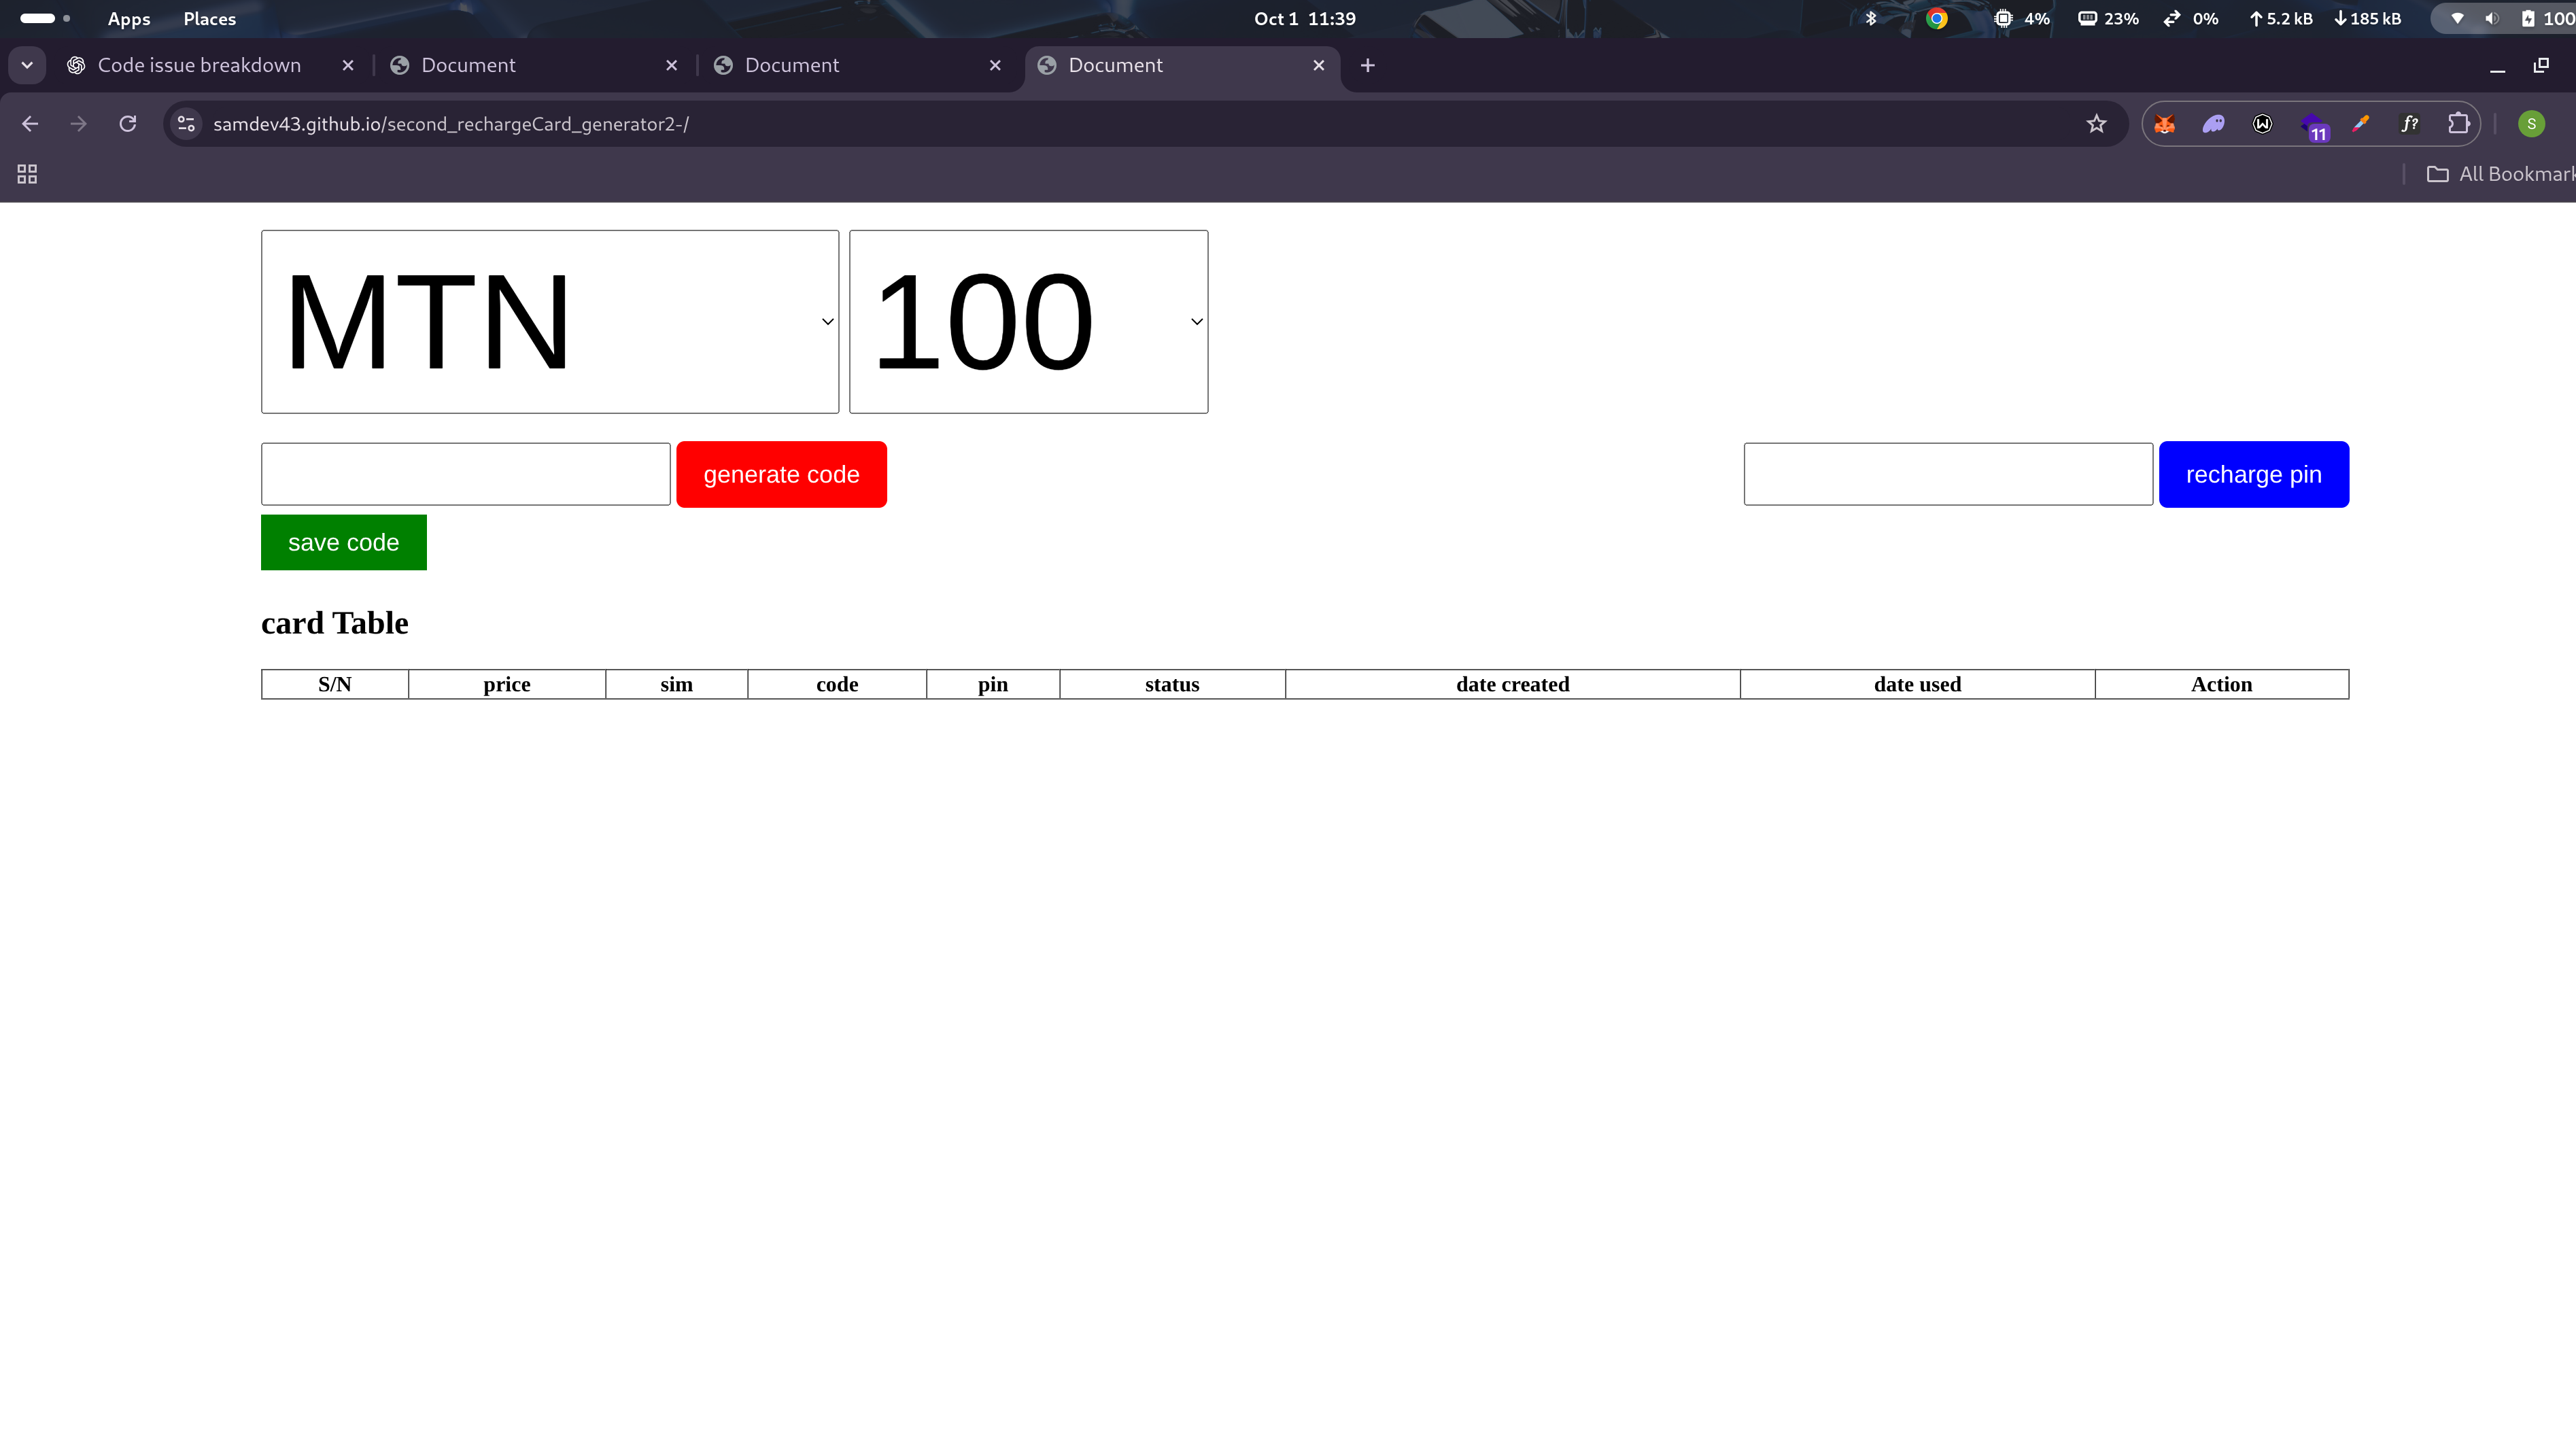 Apps Places Oct 1 11:39 4% 23% 0% 5.2 kB 185 kB 100
Code issue breakdown Document Document Document
samdev43.github.io/second_rechargeCard_generator2-/ 11 f? S
All Bookmark
MTN 100
generate code recharge pin
save code
card Table
S/N price sim code pin status date created date used Action